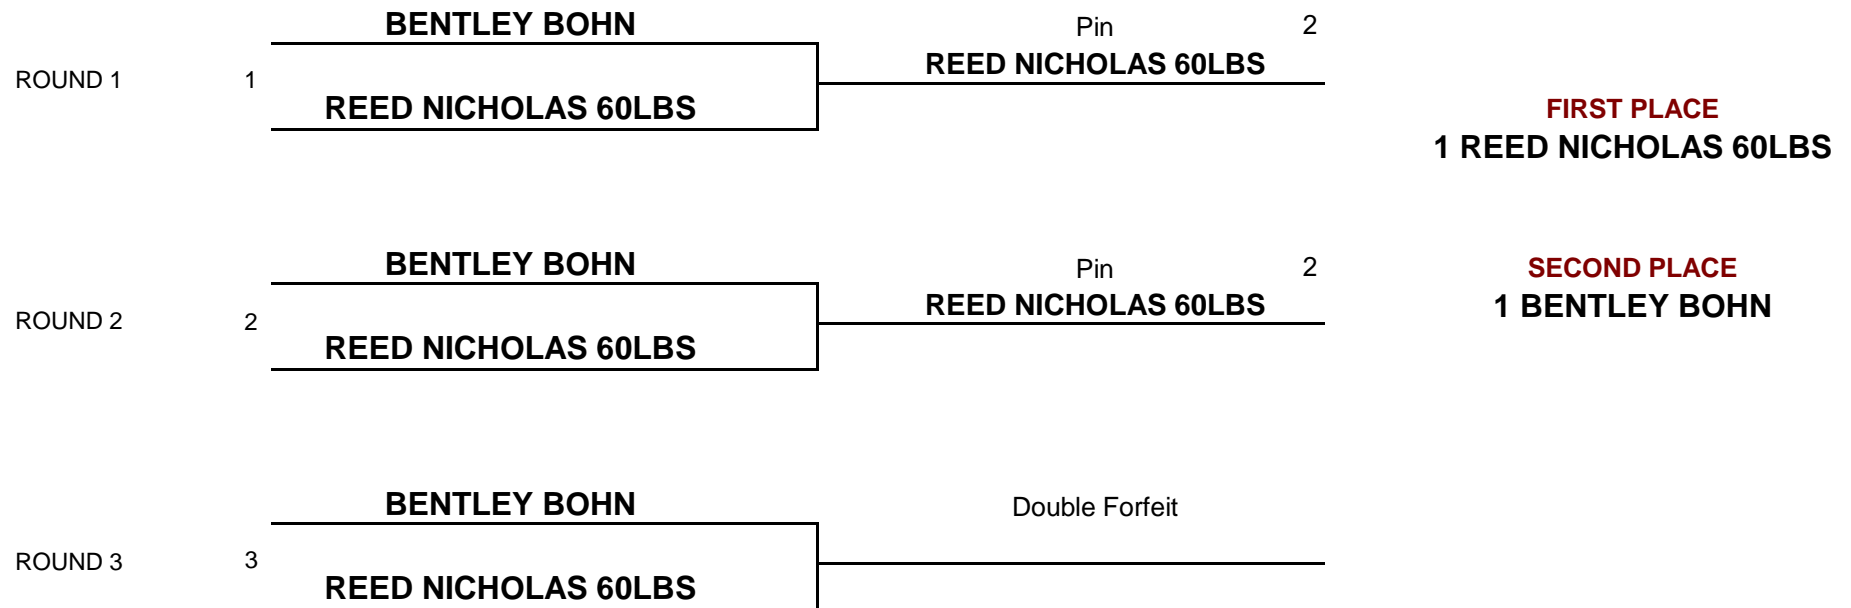 BENTLEY BOHN
Pin 2
REED NICHOLAS 60LBS
ROUND 1 1
REED NICHOLAS 60LBS
FIRST PLACE
1 REED NICHOLAS 60LBS
BENTLEY BOHN
Pin 2
SECOND PLACE
REED NICHOLAS 60LBS
1 BENTLEY BOHN
ROUND 2 2
REED NICHOLAS 60LBS
BENTLEY BOHN
Double Forfeit
ROUND 3 3
REED NICHOLAS 60LBS